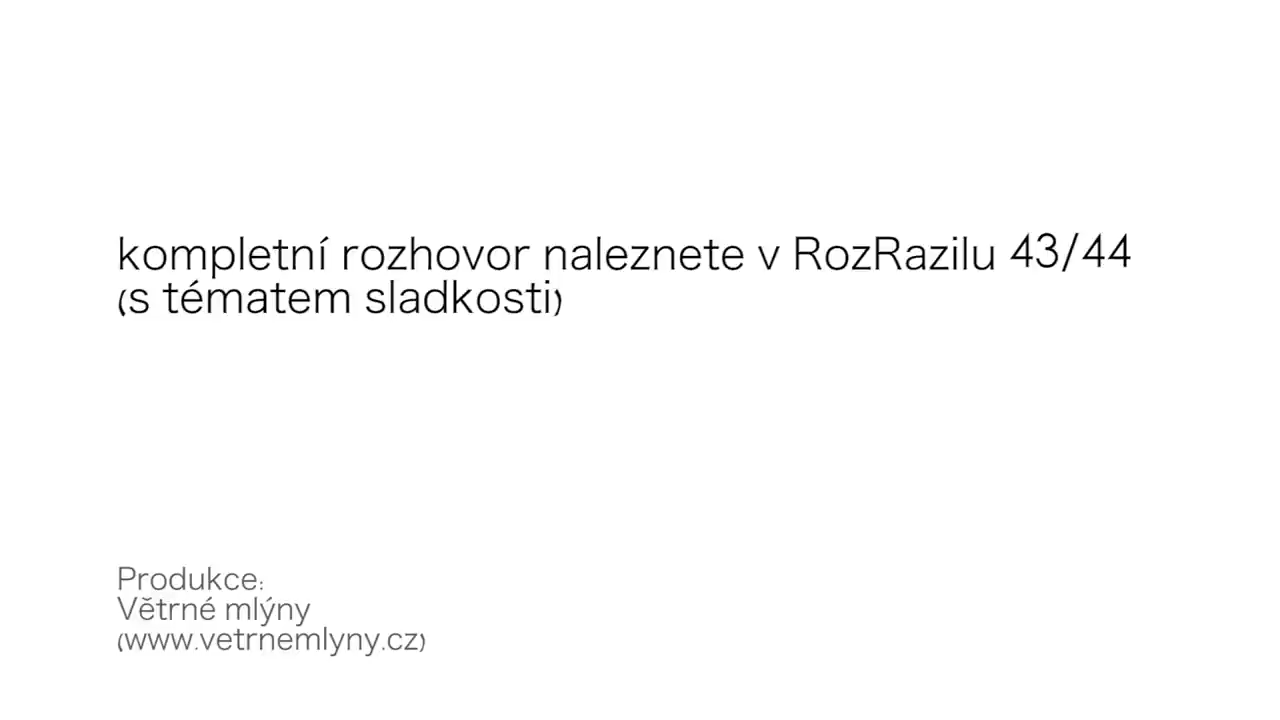 kompletní rozhovor naleznete v RozRazilu 43/44
(s tématem sladkosti)
Produkce:
Větrné mlýny
(www.vetrnemlyny.cz)